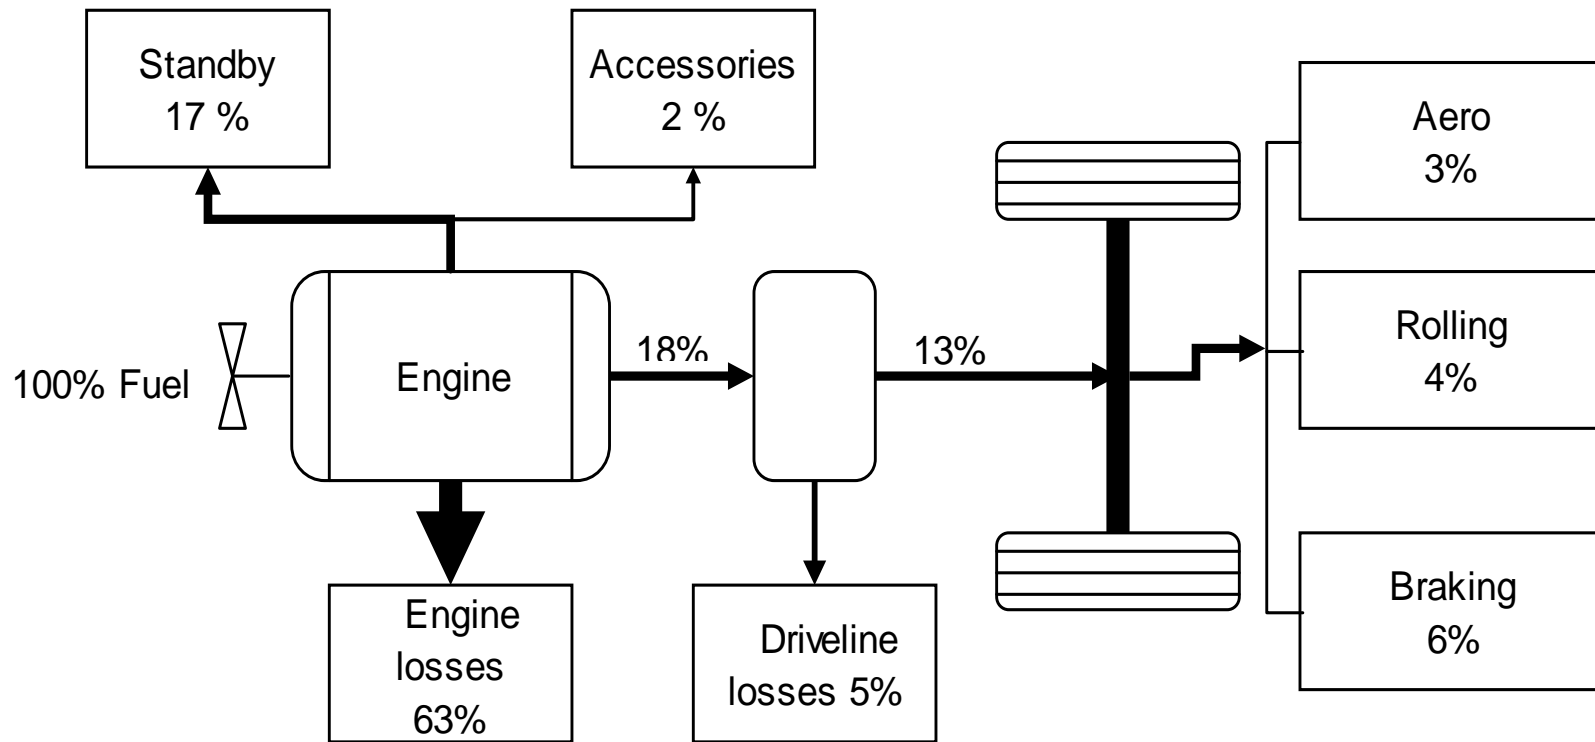 Standby
17 %
Accessories
2 %
Aero
3%
100% Fuel
Engine
18%
13%
Rolling
4%
Engine
losses
63%
Driveline
losses 5%
Braking
6%